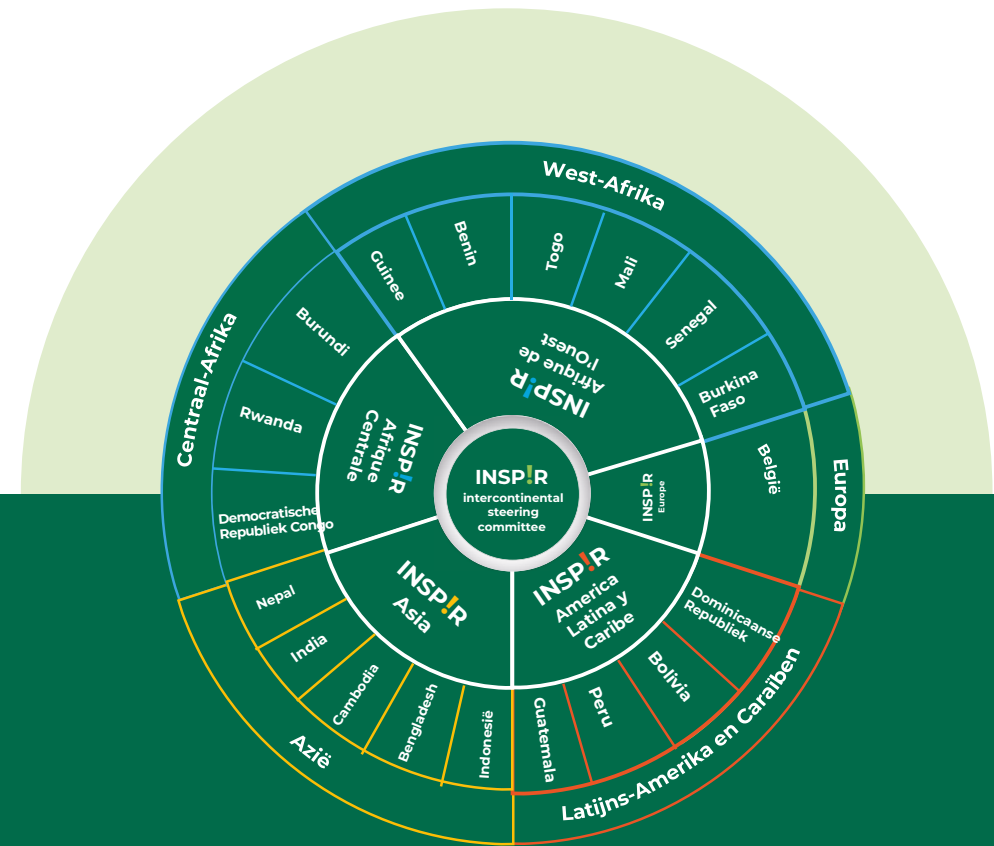 West-Afrika
Guinee
Benin
Togo
Mali
Senegal
Burkina
Faso
INSP!R
Afrique de
l'Ouest
Centraal-Afrika
Burundi
Rwanda
Democratische
Republiek Congo
INSP!R
Afrique
Centrale
INSP!R
intercontinental
steering
committee
INSP!R
Europe
België
Europa
INSP!R
Asia
Nepal
India
Cambodia
Bengladesh
Indonesië
Azië
INSP!R
America
Latina y
Caribe
Dominicaanse
Republiek
Bolivia
Peru
Guatemala
Latijns-Amerika en Caraïben